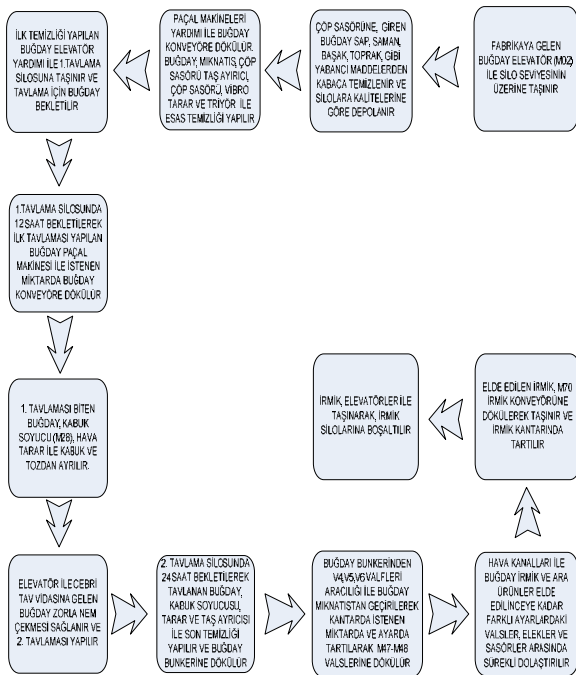 FABRİKAYA GELEN
BUĞDAY ELEVATÖR (M02)
İLE SİLO SEVİYESİNİN
ÜZERİNE TAŞINIR
ÇÖP SASÖRÜNE, GİREN
BUĞDAY SAP, SAMAN,
BAŞAK, TOPRAK, GİBİ
YABANCI MADDELERDEN
KABACA TEMİZLENİR VE
SİLOLARA KALİTELERİNE
GÖRE DEPOLANIR
PAÇAL MAKİNELERİ
YARDIMI İLE BUĞDAY
KONVEYÖRE DÖKÜLÜR.
BUĞDAY, MIKNATIS, ÇÖP
SASÖRÜ TAŞ AYIRICI,
ÇÖP SASÖRÜ, VİBRO
TARAR VE TRİYÖR İLE
ESAS TEMİZLİĞİ YAPILIR
İLK TEMİZLİĞİ YAPILAN
BUĞDAY ELEVATÖR
YARDIMI İLE 1.TAVLAMA
SİLOSUNA TAŞINIR VE
TAVLAMA İÇİN BUĞDAY
BEKLETİLİR
1.TAVLAMA SİLOSUNDA
12 SAAT BEKLETİLEREK
İLK TAVLAMASI YAPILAN
BUĞDAY PAÇAL
MAKİNESİ İLE İSTENEN
MİKTARDA BUĞDAY
KONVEYÖRE DÖKÜLÜR
1. TAVLAMASI BİTEN
BUĞDAY, KABUK
SOYUCU (M28), HAVA
TARAR İLE KABUK VE
TOZDAN AYRILIR.
ELEVATÖR İLE CEBRİ
TAV VİDASINA GELEN
BUĞDAY ZORLA NEM
ÇEKMESİ SAĞLANIR VE
2. TAVLAMASI YAPILIR
2. TAVLAMA SİLOSUNDA
24 SAAT BEKLETİLEREK
TAVLANAN BUĞDAY,
KABUK SOYUCUSU,
TARAR VE TAŞ AYIRICISI
İLE SON TEMİZLİĞİ
YAPILIR VE BUĞDAY
BUNKERİNE DÖKÜLÜR
BUĞDAY BUNKERİNDEN
V4,V5,V6 VALFLERİ
ARACILIĞI İLE BUĞDAY
MIKNATISTAN GEÇİRİLEREK
KANTARDA İSTENEN
MİKTARDA VE AYARDA
TARTILARAK M47-M48
VALSLERİNE DÖKÜLÜR
HAVA KANALLARI İLE
BUĞDAY İRMİK VE ARA
ÜRÜNLER ELDE
EDİLİNCEYE KADAR
FARKLI AYARLARDAKİ
VALSLER, ELEKLER VE
SASÖRLER ARASINDA
SÜREKLİ DOLAŞTIRILIR
ELDE EDİLEN İRMİK, M70
İRMİK KONVEYÖRÜNE
DÖKÜLEREK TAŞINIR VE
İRMİK KANTARINDA
TARTILIR
İRMİK, ELEVATÖRLER İLE
TAŞINARAK, İRMİK
SİLOLARINA BOŞALTILIR